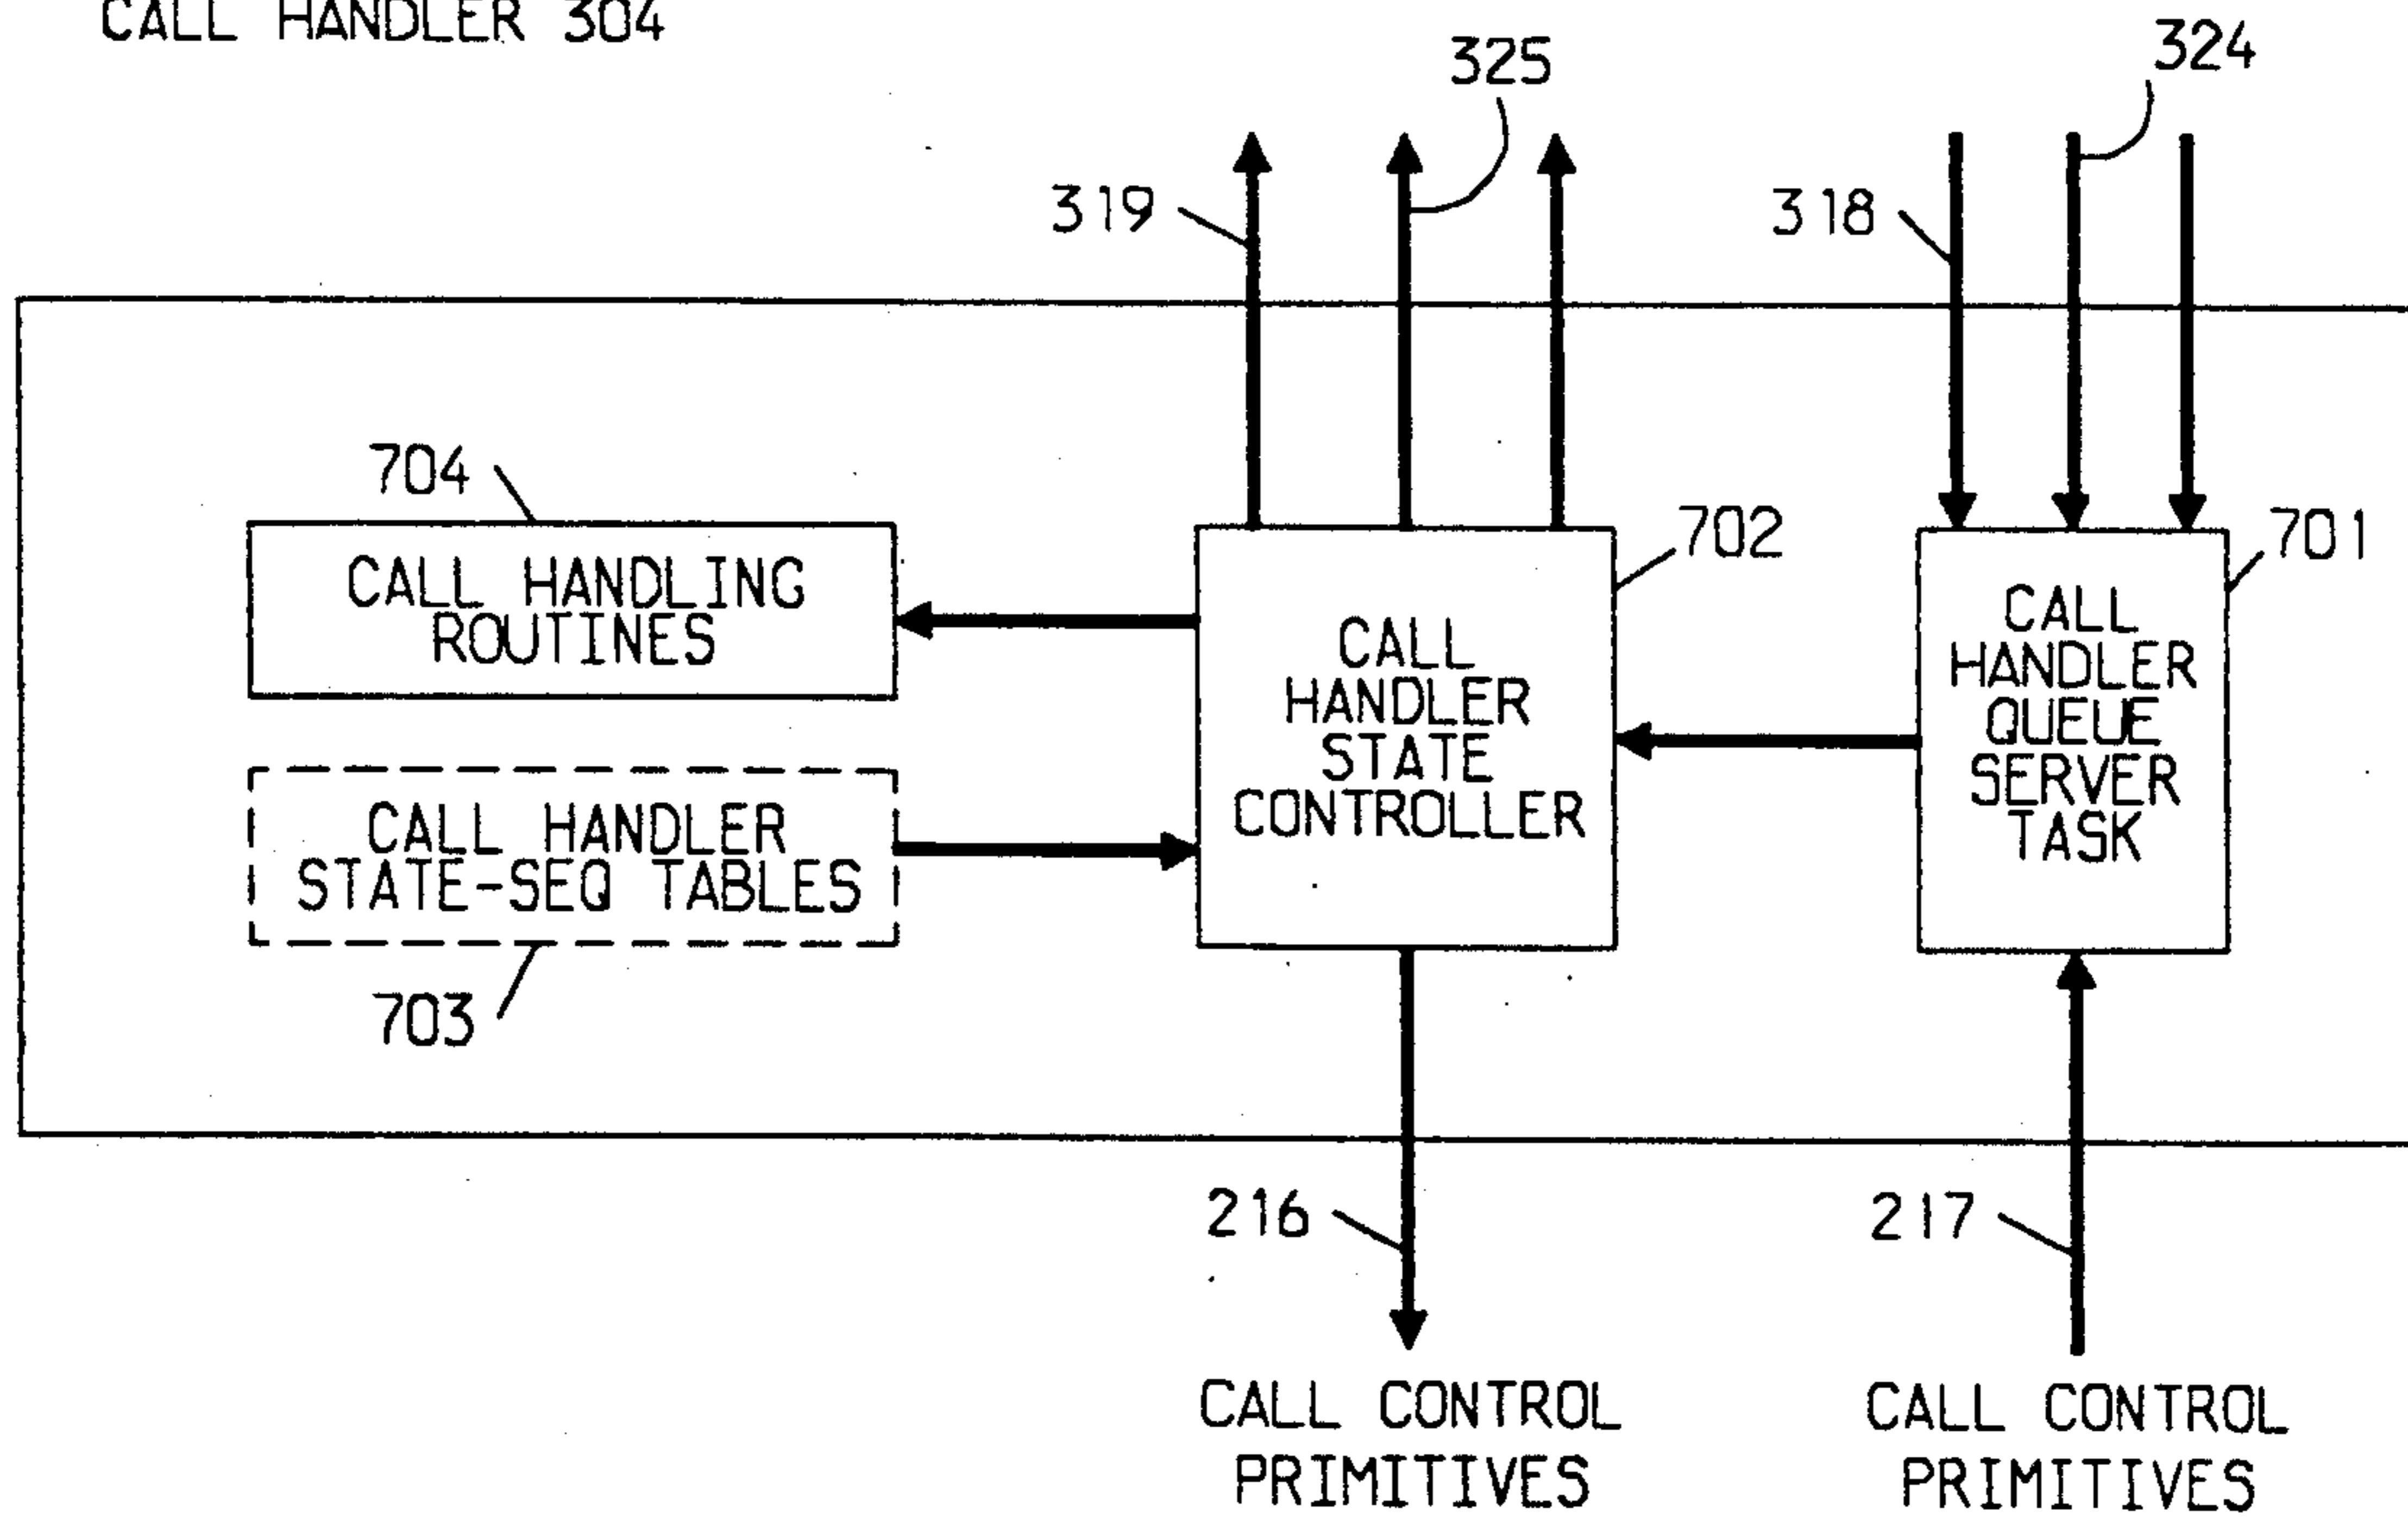 CALL HANDLER 304
325
324
319
318
704
702
701
CALL HANDLING
ROUTINES
CALL
HANDLER
STATE
CONTROLLER
CALL
HANDLER
QUEUE
SERVER
TASK
CALL HANDLER
STATE-SEQ TABLES
703
216
217
CALL CONTROL
PRIMITIVES
CALL CONTROL
PRIMITIVES